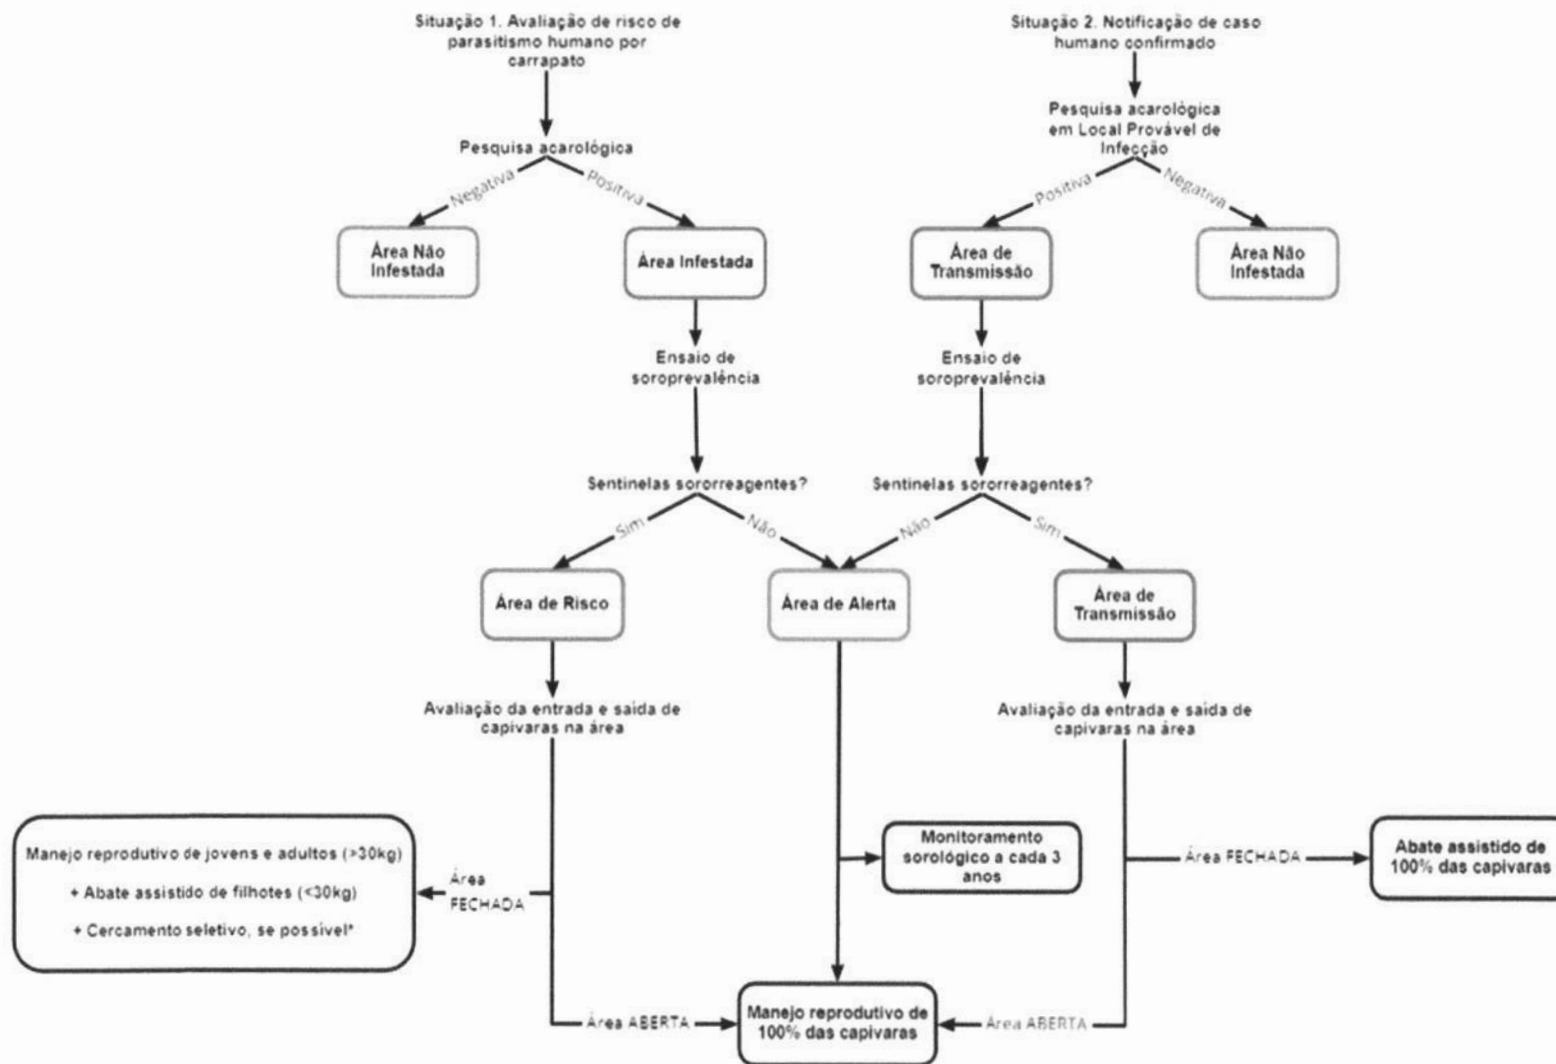 Situação 1. Avaliação de risco de
parasitismo humano por
carrapato
Situação 2. Notificação de caso
humano confirmado
Pesquisa acarológica
Pesquisa acarológica
em Local Provável de
Infecção
Negativa
Positiva
Positiva
Negativa
Área Não
Infestada
Área Infestada
Área de
Transmissão
Área Não
Infestada
Ensaio de
soroprevalência
Ensaio de
soroprevalência
Sentinelas sororreagentes?
Sentinelas sororreagentes?
Sim
Não
Não
Sim
Área de Risco
Área de Alerta
Área de
Transmissão
Avaliação da entrada e saída de
capivaras na área
Avaliação da entrada e saída de
capivaras na área
Manejo reprodutivo de jovens e adultos (>30kg)
+ Abate assistido de filhotes (<30kg)
+ Cercamento seletivo, se possível*
Área
FECHADA
Monitoramento
sorológico a cada 3
anos
Área FECHADA
Abate assistido de
100% das capivaras
Área ABERTA
Manejo reprodutivo de
100% das capivaras
Área ABERTA